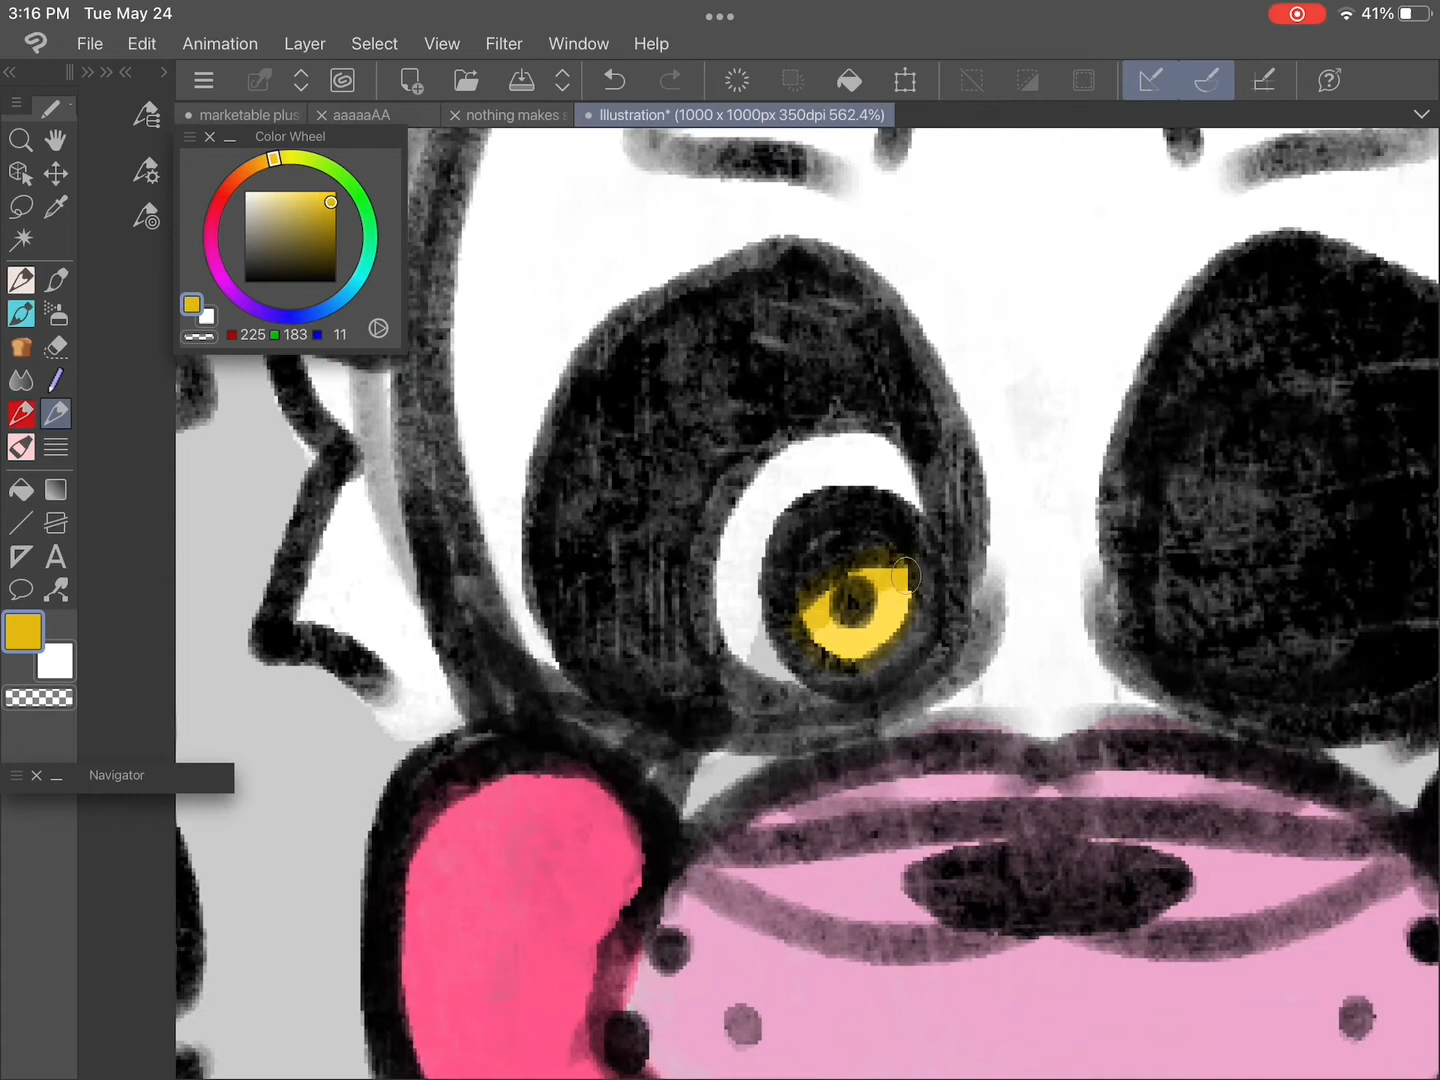 3:16 PM Tue May 24
41%
File Edit Animation Layer Select View Filter Window Help
marketable plus aaaaaAA nothing makes Illustration* (1000 x 1000px 350dpi 562.4%)
Color Wheel
225 183 11
A
Navigator